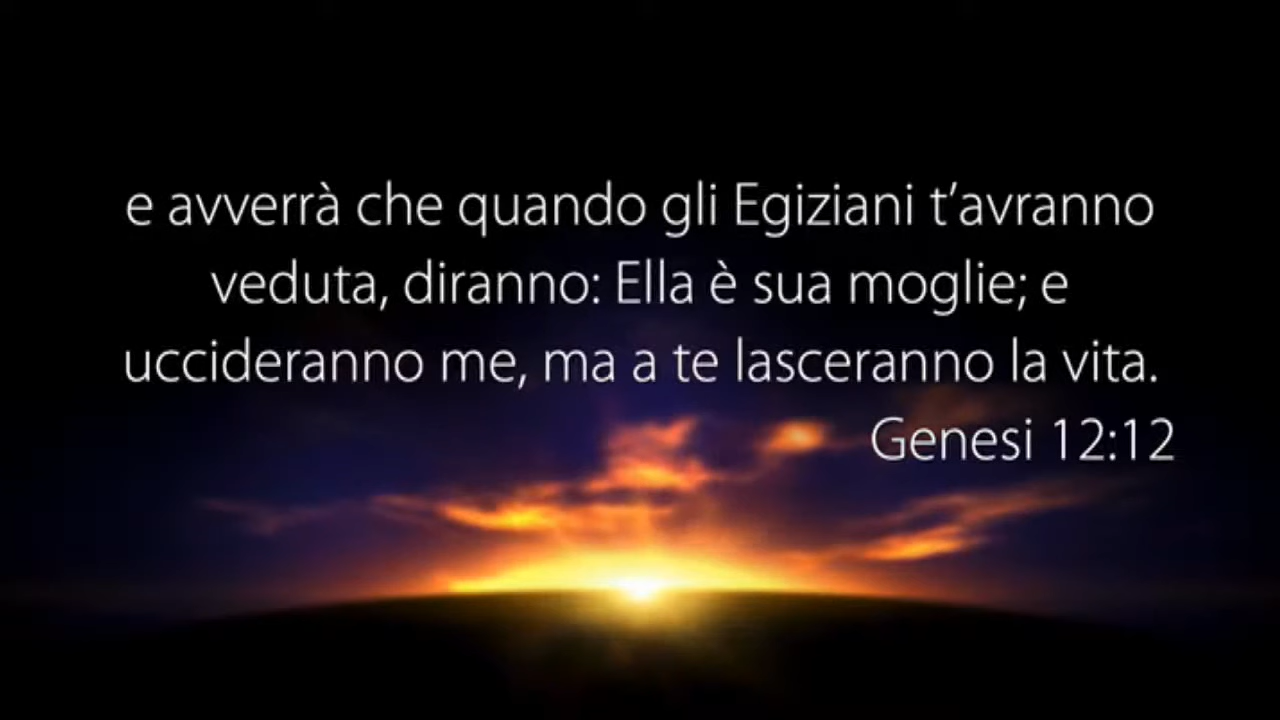 e avverrà che quando gli Egiziani t’avranno
veduta, diranno: Ella è sua moglie; e
uccideranno me, ma a te lasceranno la vita.
Genesi 12:12